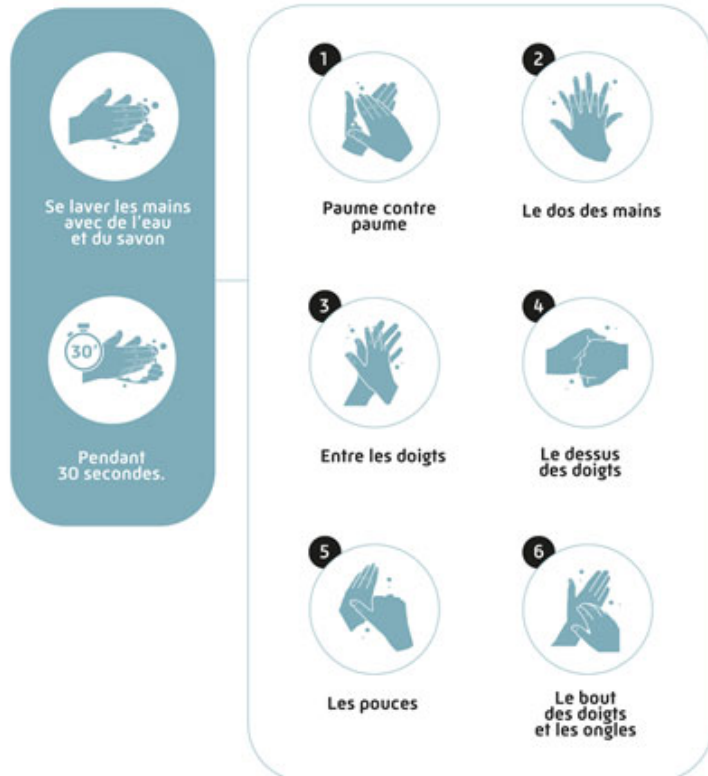 Se laver les mains
avec de l'eau
et du savon
30"
Pendant
30 secondes.
1
Paume contre
paume
2
Le dos des mains
3
Entre les doigts
4
Le dessus
des doigts
5
Les pouces
6
Le bout
des doigts
et les ongles